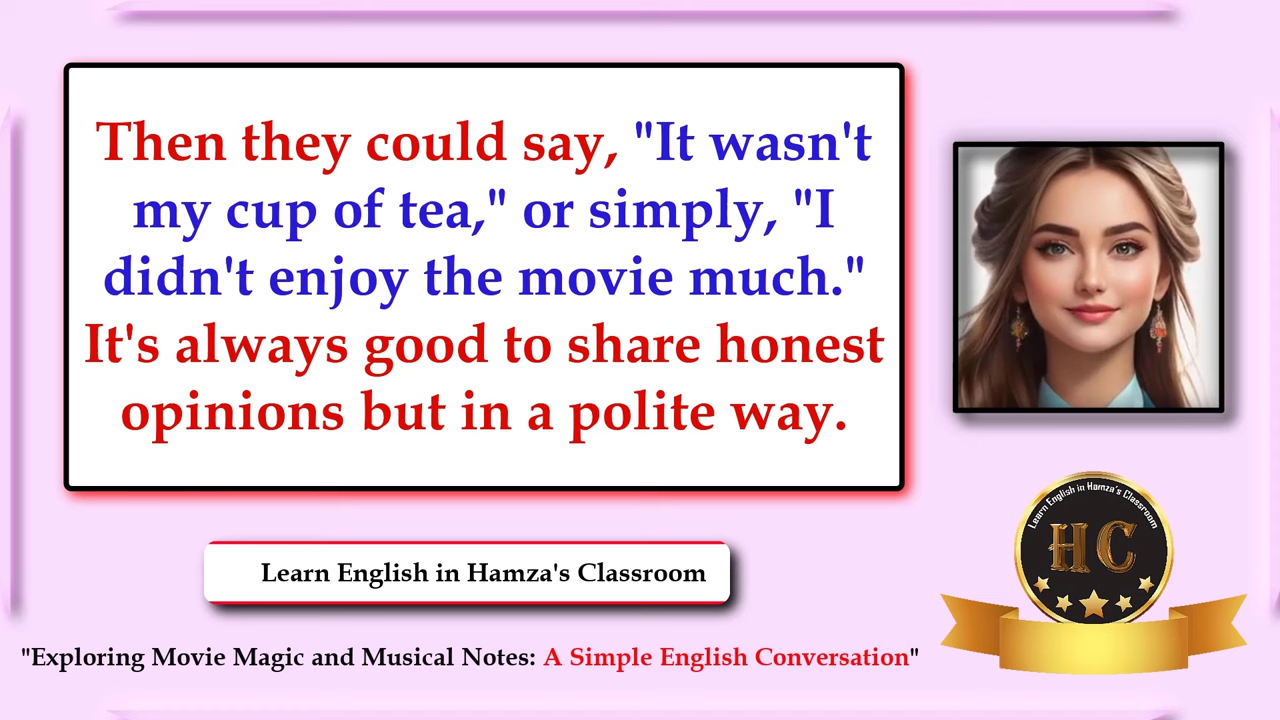 Then they could say, "It wasn't
my cup of tea," or simply, "I
didn't enjoy the movie much."
It's always good to share honest
opinions but in a polite way.
Learn English in Hamza's Classroom
HC
Learn English in Hamza's Classroom
"Exploring Movie Magic and Musical Notes: A Simple English Conversation"